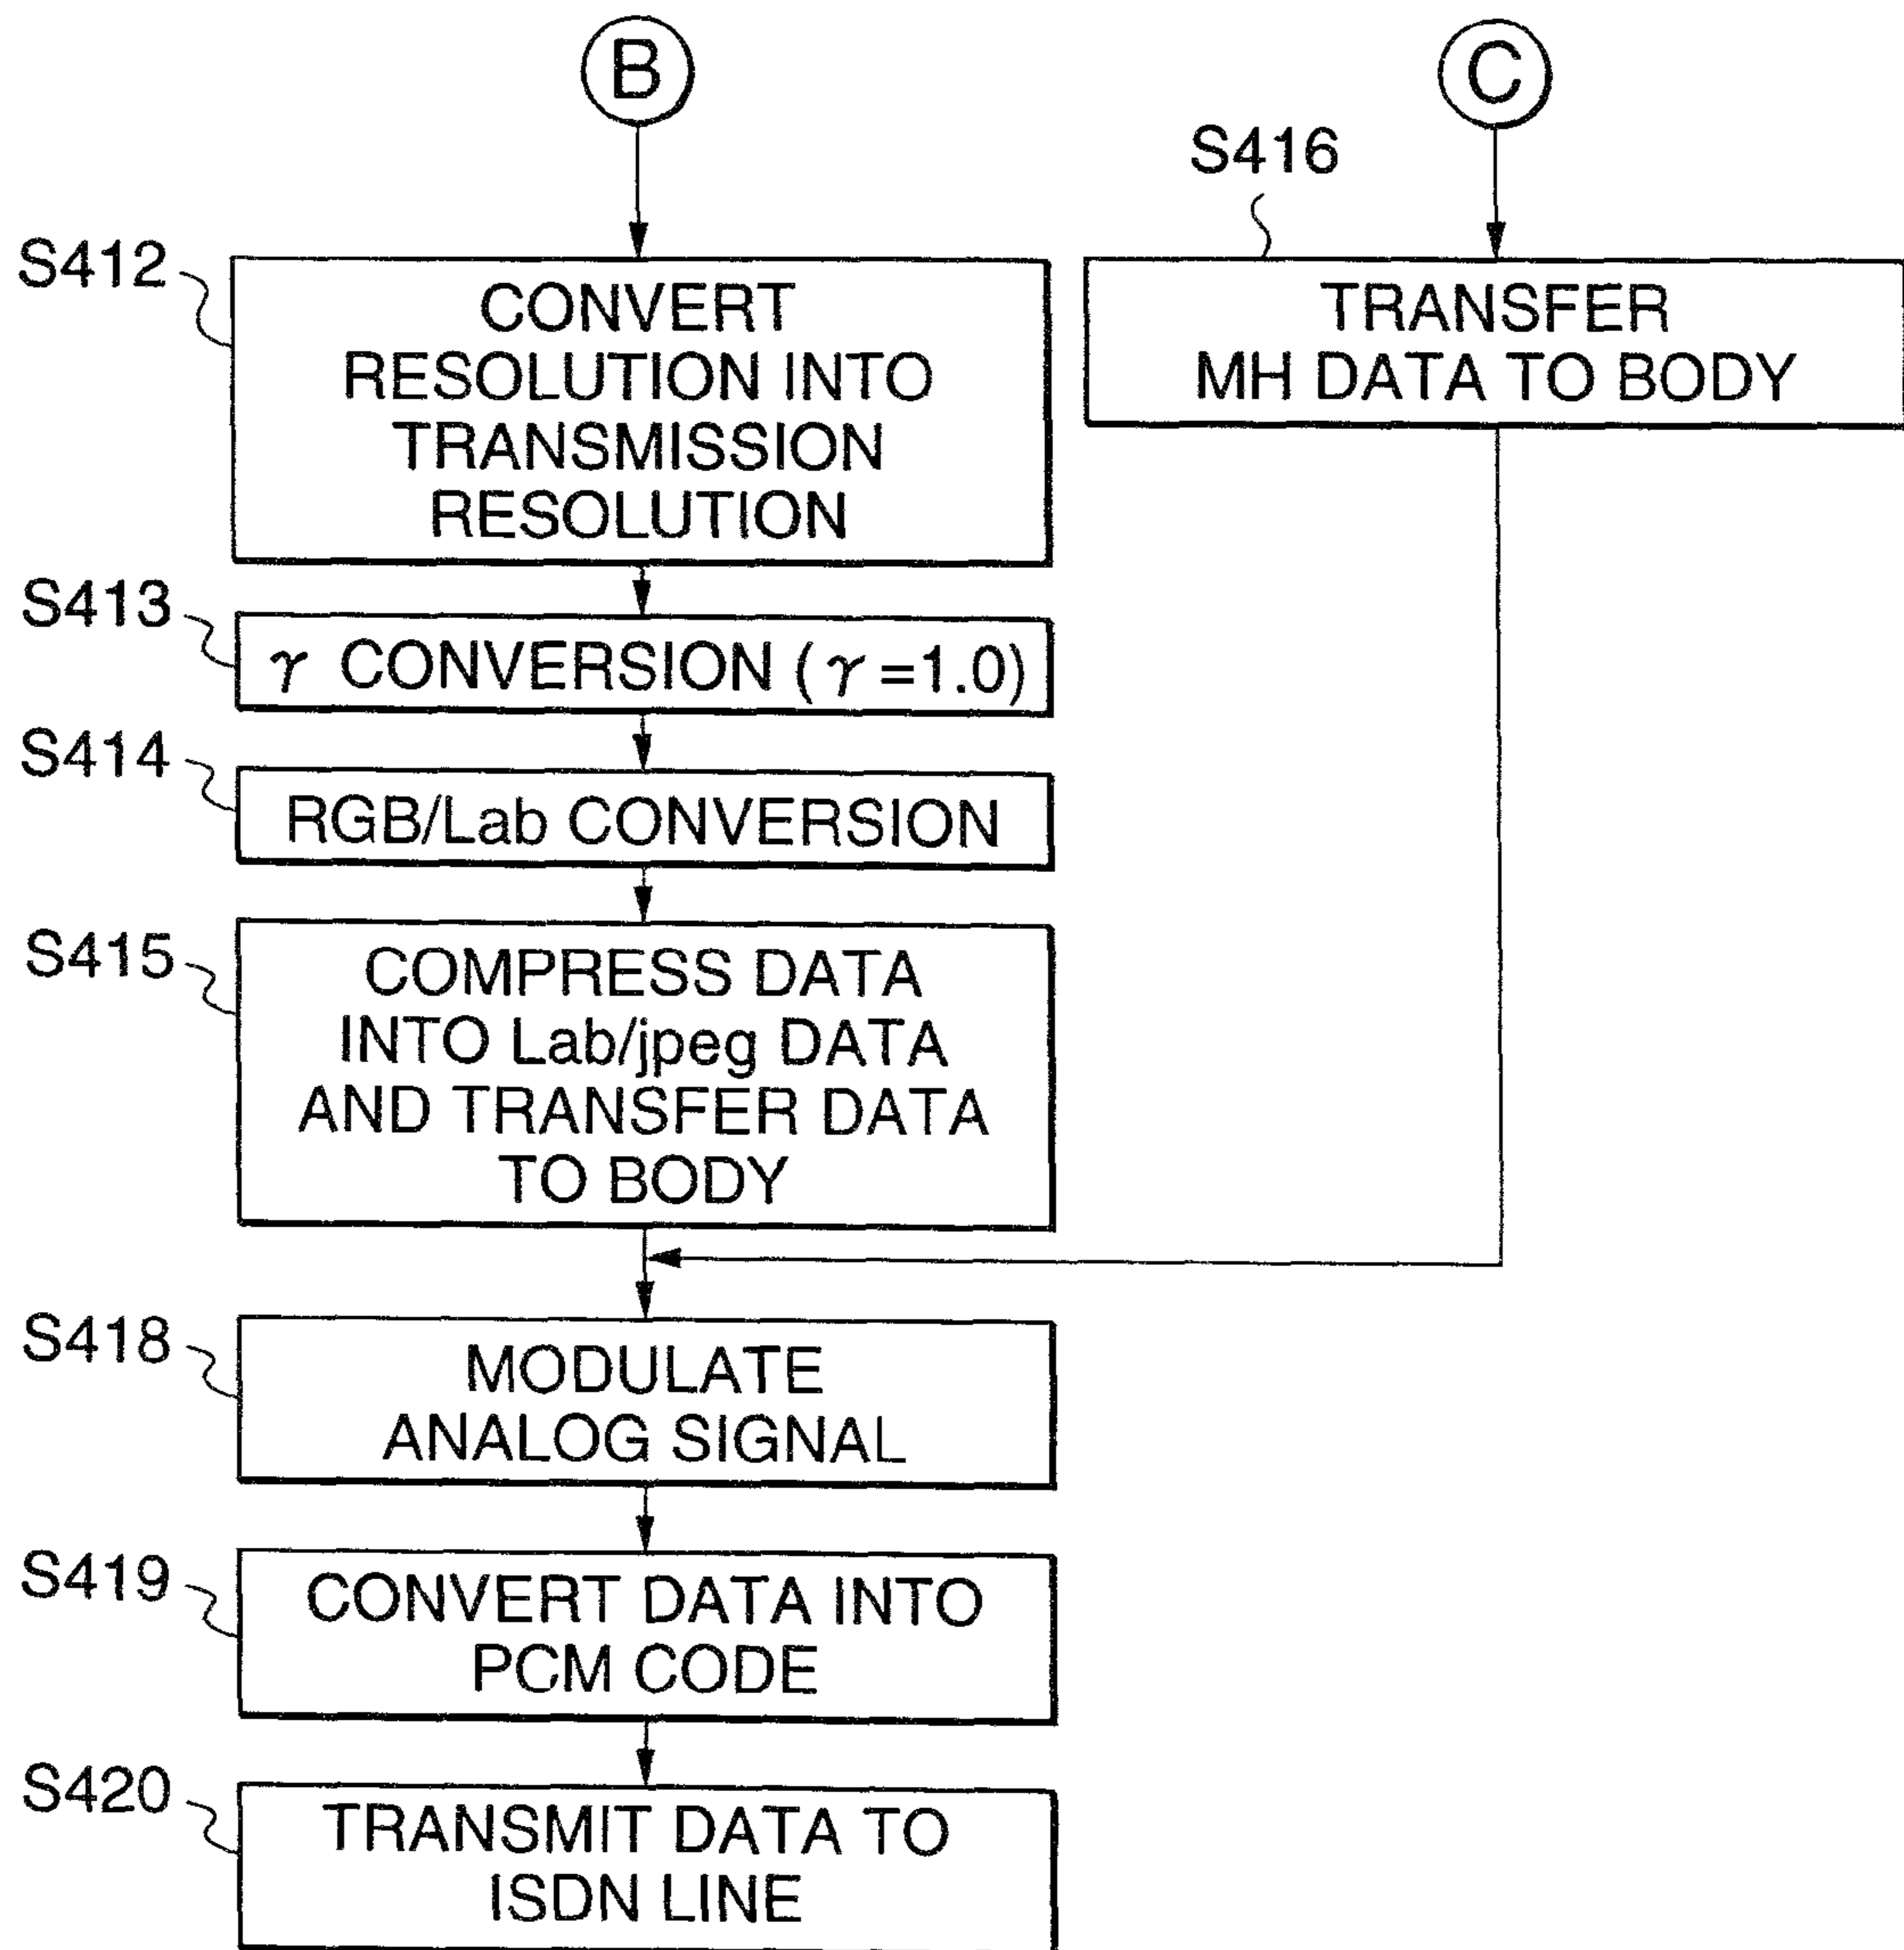 B
C
S416
S412
CONVERT
RESOLUTION INTO
TRANSMISSION
RESOLUTION
TRANSFER
MH DATA TO BODY
S413
γ CONVERSION (γ=1.0)
S414
RGB/Lab CONVERSION
S415
COMPRESS DATA
INTO Lab/jpeg DATA
AND TRANSFER DATA
TO BODY
S418
MODULATE
ANALOG SIGNAL
S419
CONVERT DATA INTO
PCM CODE
S420
TRANSMIT DATA TO
ISDN LINE